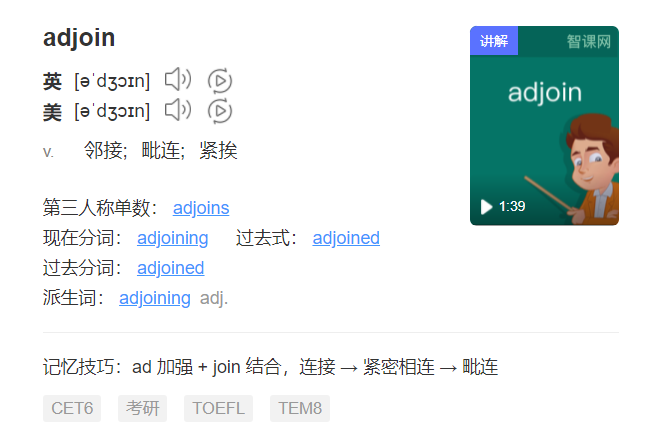 adjoin
英 [əˈdʒɔɪn]
美 [əˈdʒɔɪn]
v. 邻接; 毗连; 紧挨
第三人称单数: adjoins
现在分词: adjoining 过去式: adjoined
过去分词: adjoined
派生词: adjoining adj.
记忆技巧: ad 加强 + join 结合，连接 → 紧密相连 → 毗连
CET6 考研 TOEFL TEM8
讲解 智课网
adjoin
1:39